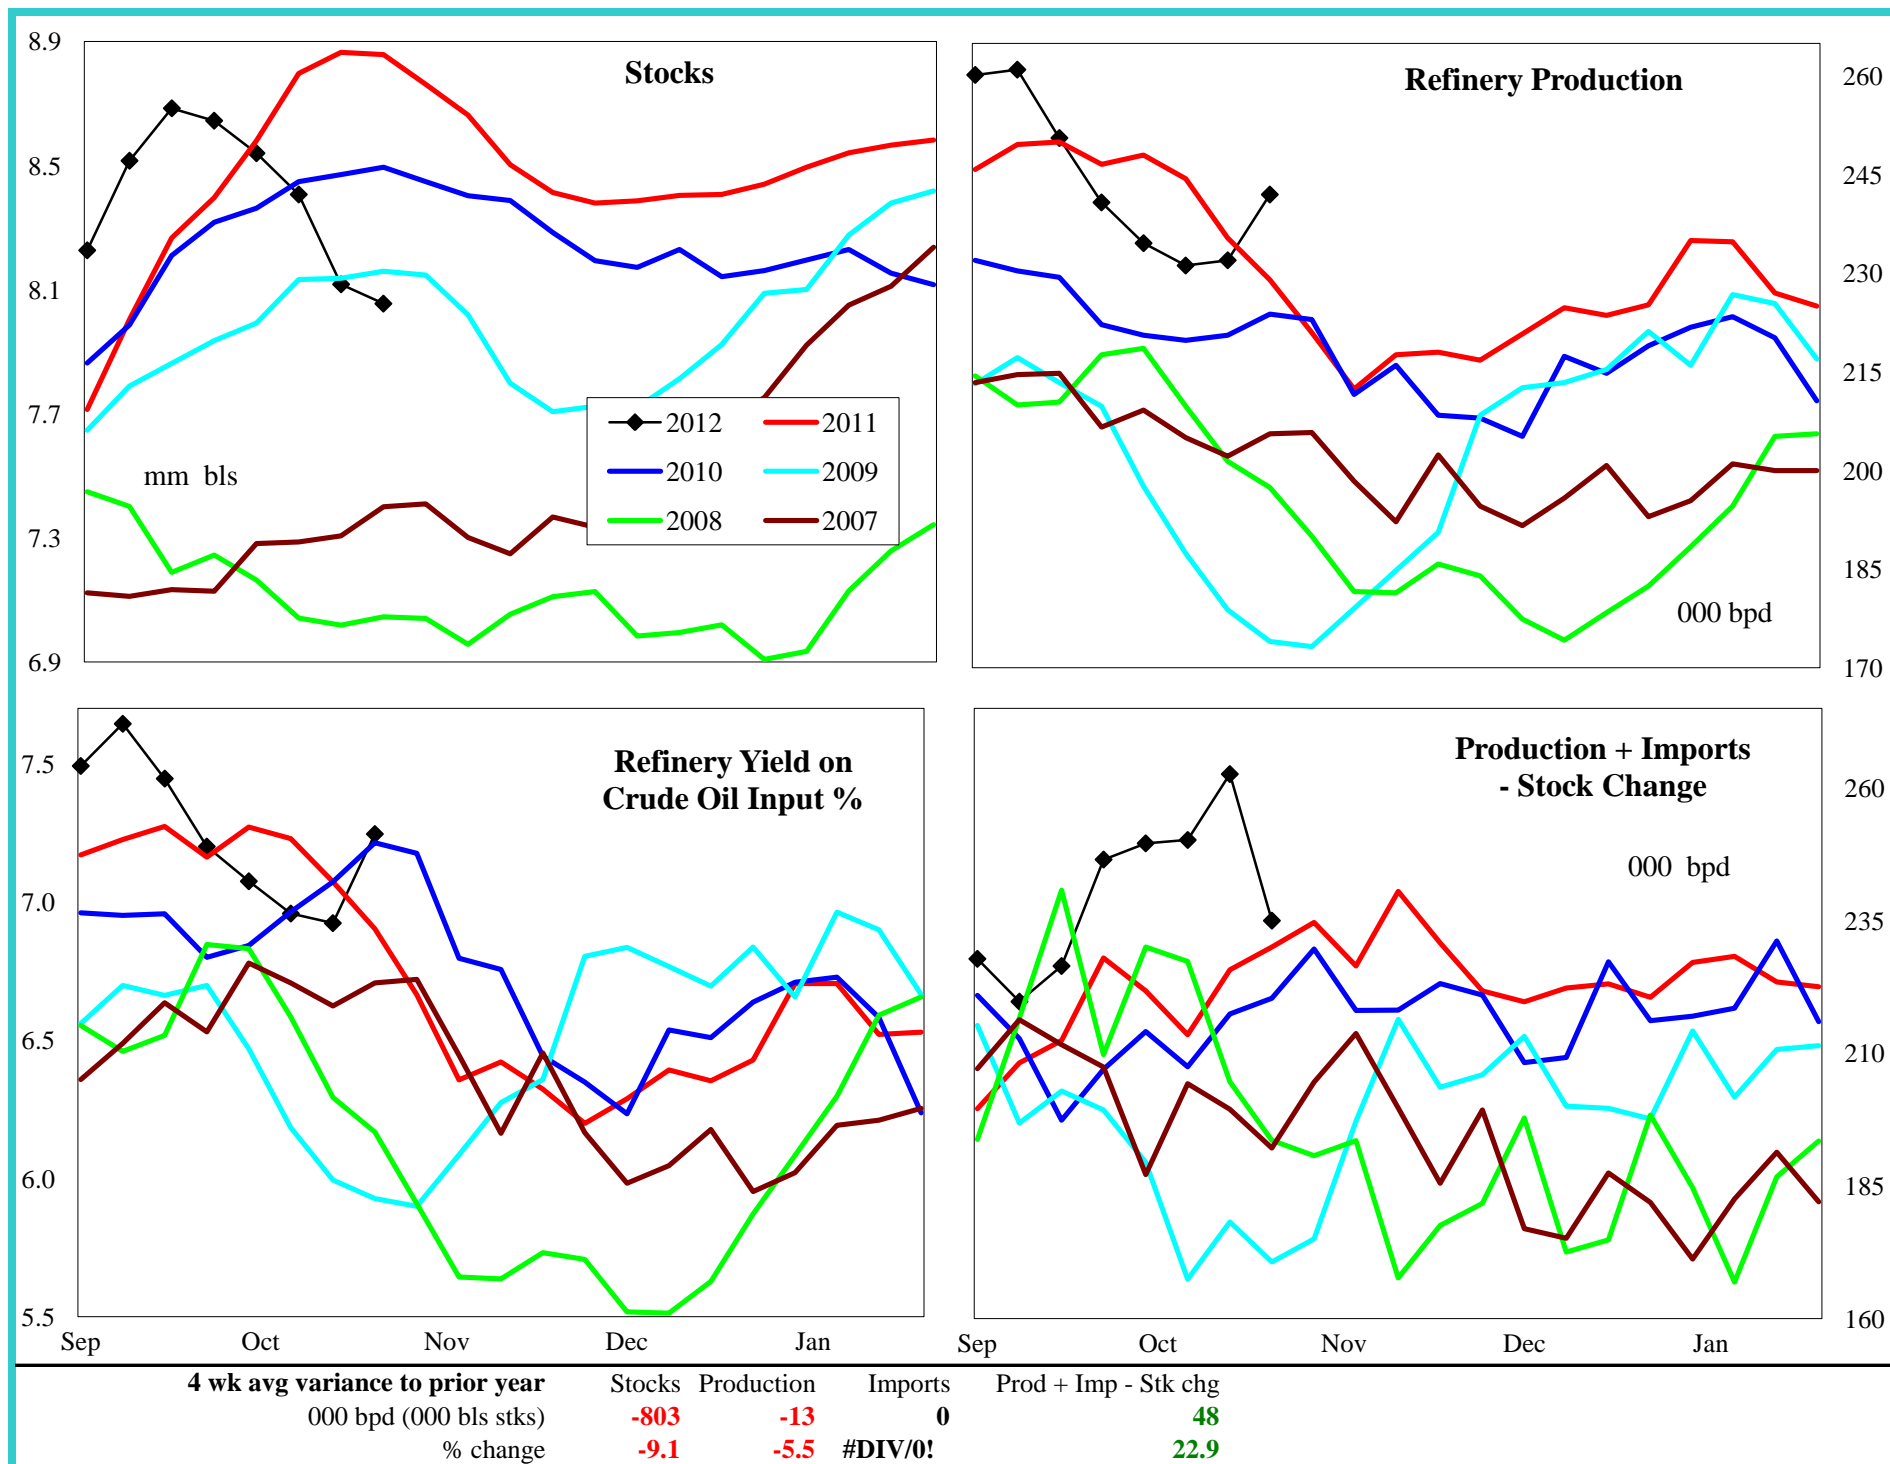 Stocks
8.9
8.5
8.1
7.7
7.3
6.9
mm bls
2012 2011
2010 2009
2008 2007
Refinery Production
260
245
230
215
200
185
170
000 bpd
Refinery Yield on
Crude Oil Input %
7.5
7.0
6.5
6.0
5.5
Sep Oct Nov Dec Jan
Production + Imports
- Stock Change
000 bpd
260
235
210
185
160
Sep Oct Nov Dec Jan
4 wk avg variance to prior year Stocks Production Imports Prod + Imp - Stk chg
000 bpd (000 bls stks) -803 -13 0 48
% change -9.1 -5.5 #DIV/0! 22.9